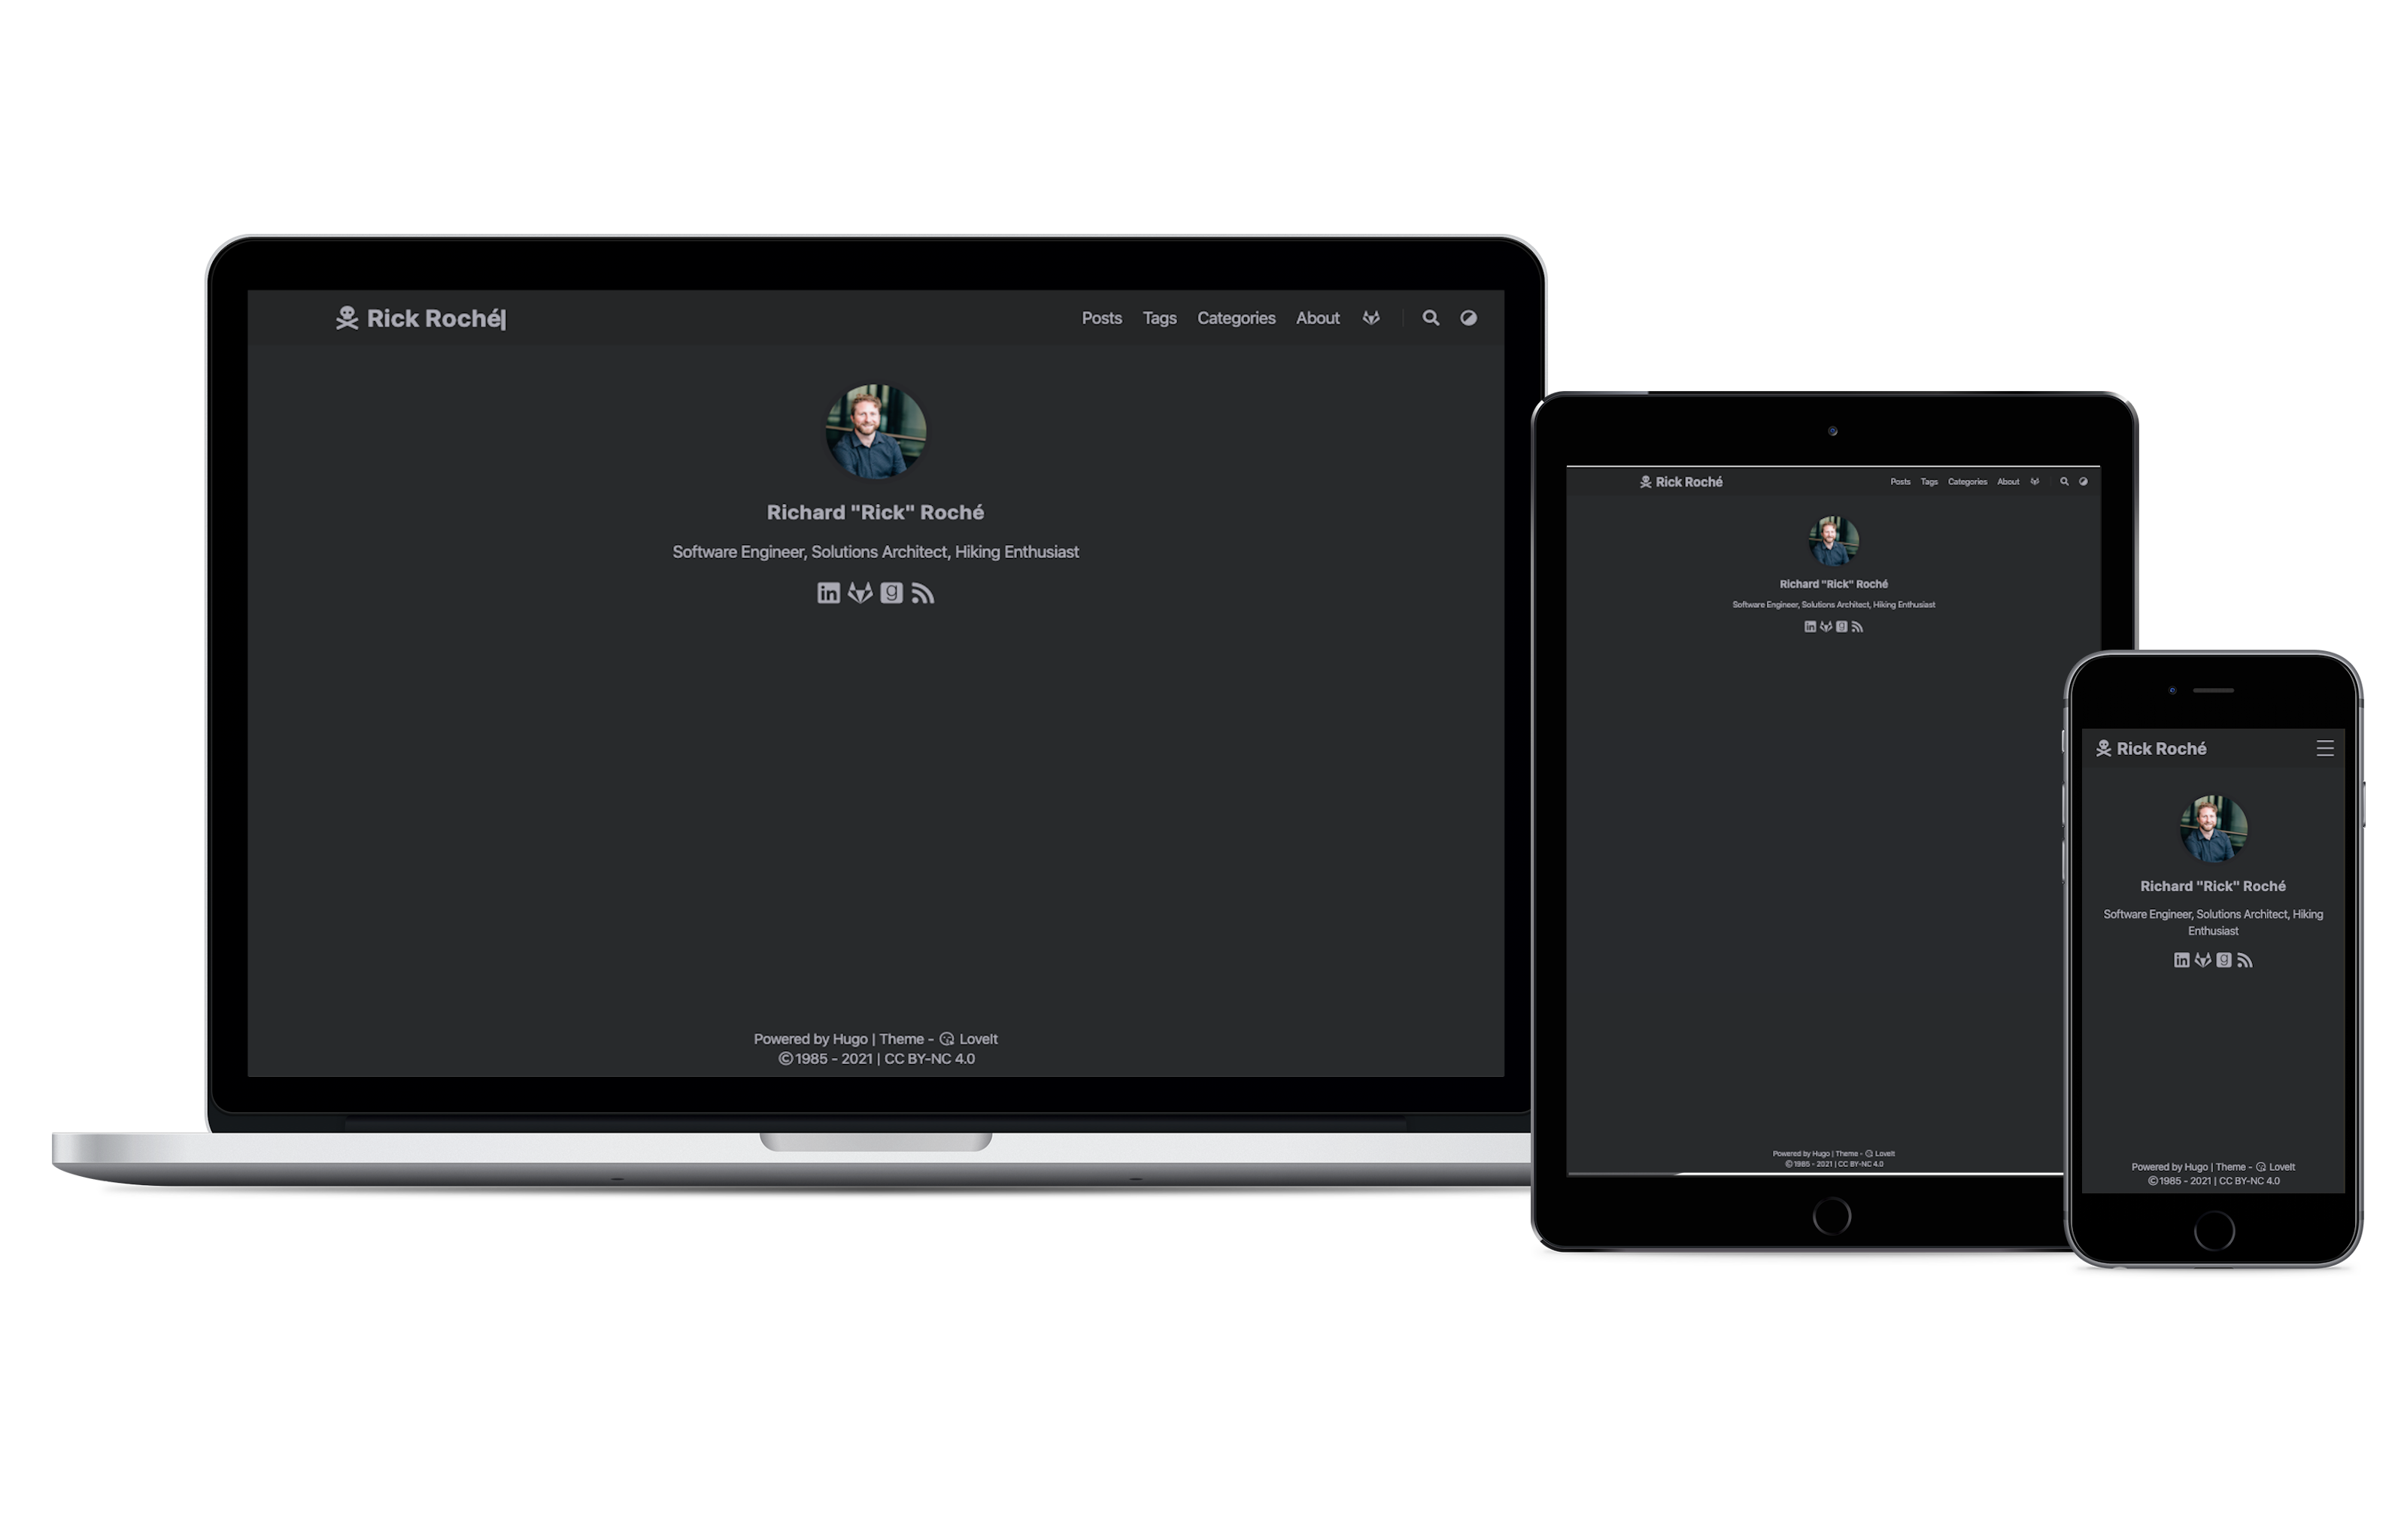 Rick Roché
Posts Tags Categories About
Richard "Rick" Roché
Software Engineer, Solutions Architect, Hiking Enthusiast
in g
Powered by Hugo | Theme - LoveIt
© 1985 - 2021 | CC BY-NC 4.0
Rick Roché
Posts Tags Categories About
Richard "Rick" Roché
Software Engineer, Solutions Architect, Hiking Enthusiast
in g
Powered by Hugo | Theme - LoveIt
© 1985 - 2021 | CC BY-NC 4.0
Rick Roché
Richard "Rick" Roché
Software Engineer, Solutions Architect, Hiking
Enthusiast
in g
Powered by Hugo | Theme - LoveIt
© 1985 - 2021 | CC BY-NC 4.0